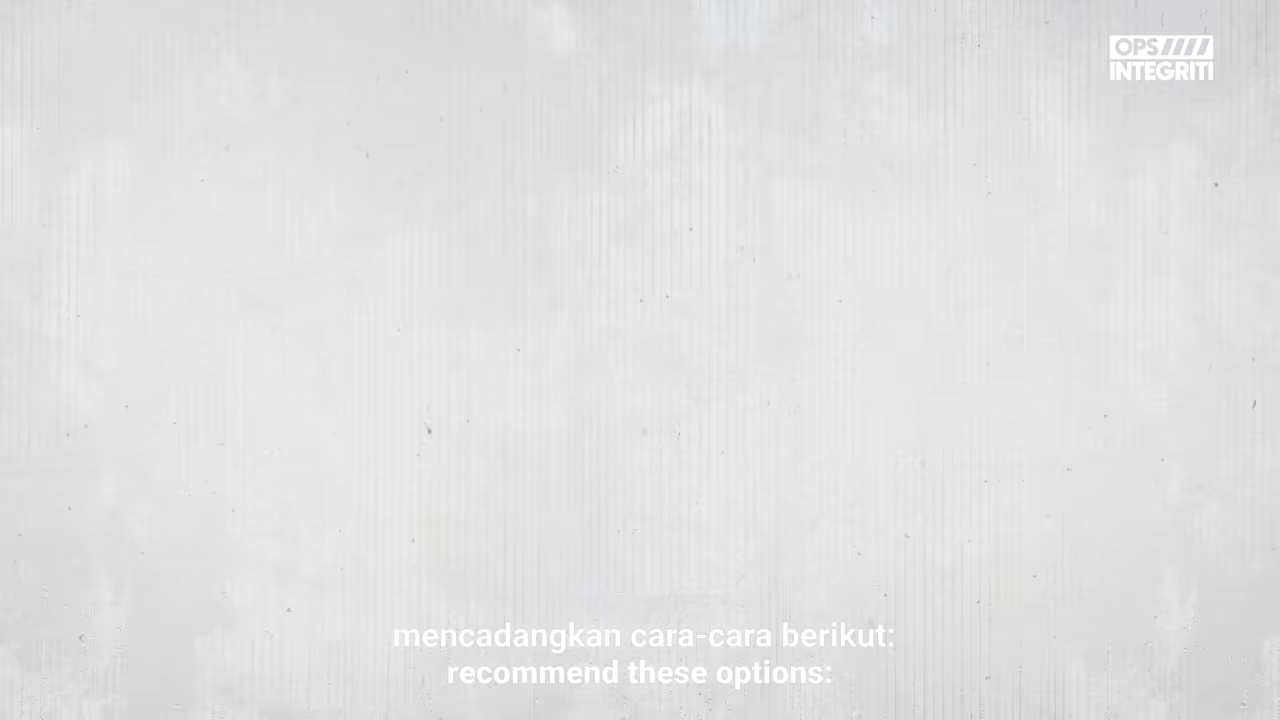 OPS
INTEGRITI
mencadangkan cara-cara berikut:
recommend these options: